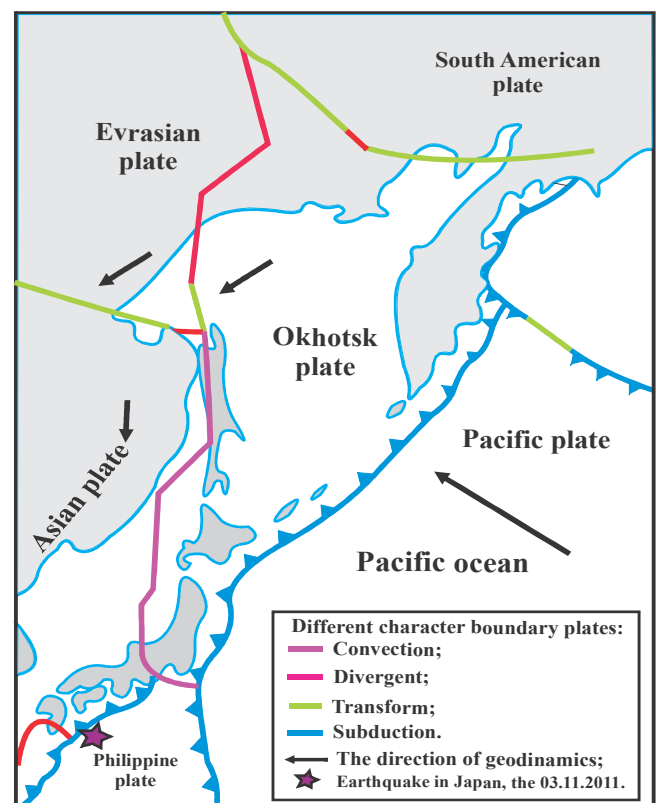 South American
plate
Evrasian
plate
Okhotsk
plate
Pacific plate
Asian plate
Pacific ocean
Philippine
plate
Different character boundary plates:
Convection;
Divergent;
Transform;
Subduction.
The direction of geodinamics;
Earthquake in Japan, the 03.11.2011.